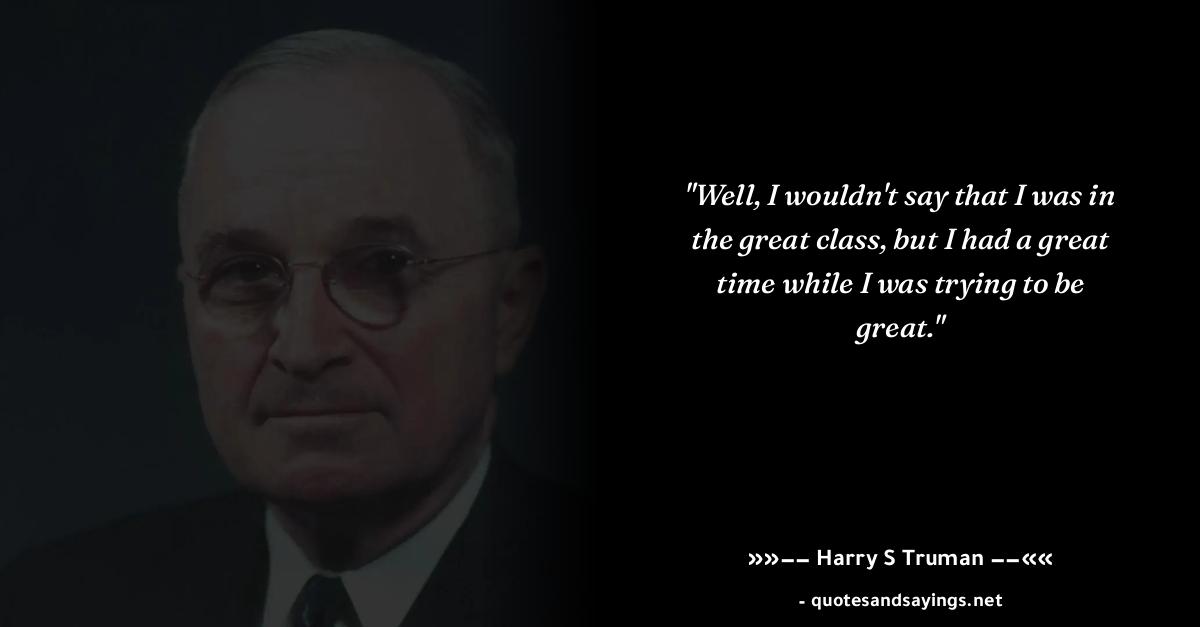 "Well, I wouldn't say that I was in
the great class, but I had a great
time while I was trying to be
great."
»»–– Harry S Truman ––««
- quotesandsayings.net